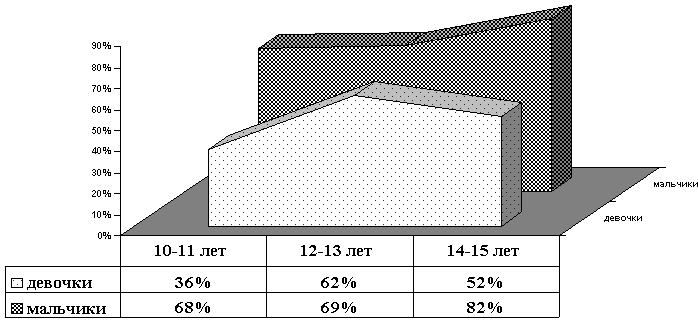 90%
80%
70%
60%
50%
40%
30%
20%
10%
0%
мальчики
девочки
10-11 лет 12-13 лет 14-15 лет
девочки 36% 62% 52%
мальчики 68% 69% 82%